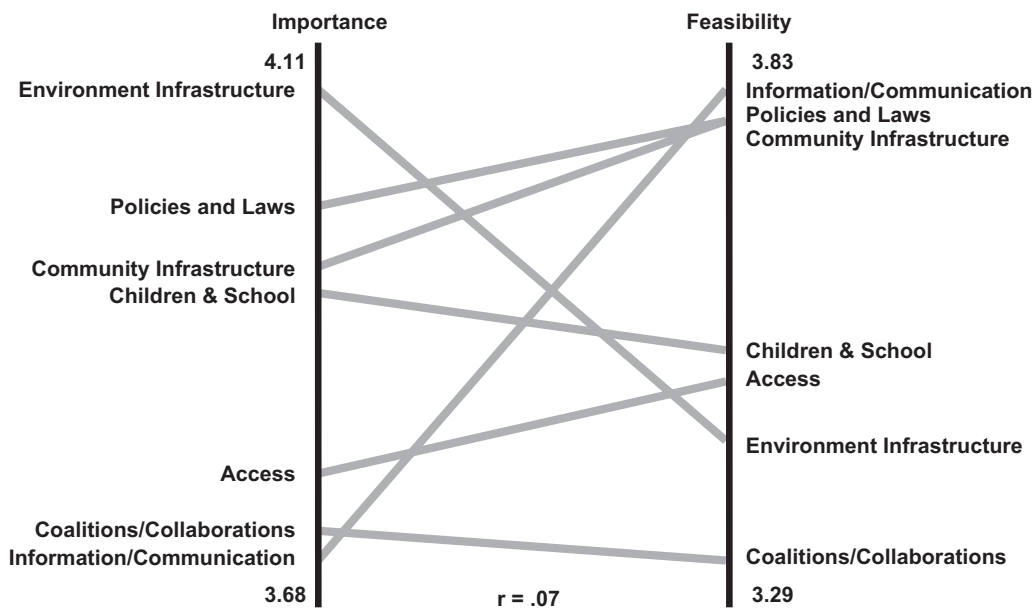 Importance
Feasibility
4.11
3.83
Environment Infrastructure
Information/Communication
Policies and Laws
Community Infrastructure
Policies and Laws
Community Infrastructure
Children & School
Children & School
Access
Environment Infrastructure
Access
Coalitions/Collaborations
Information/Communication
Coalitions/Collaborations
3.68
r = .07
3.29